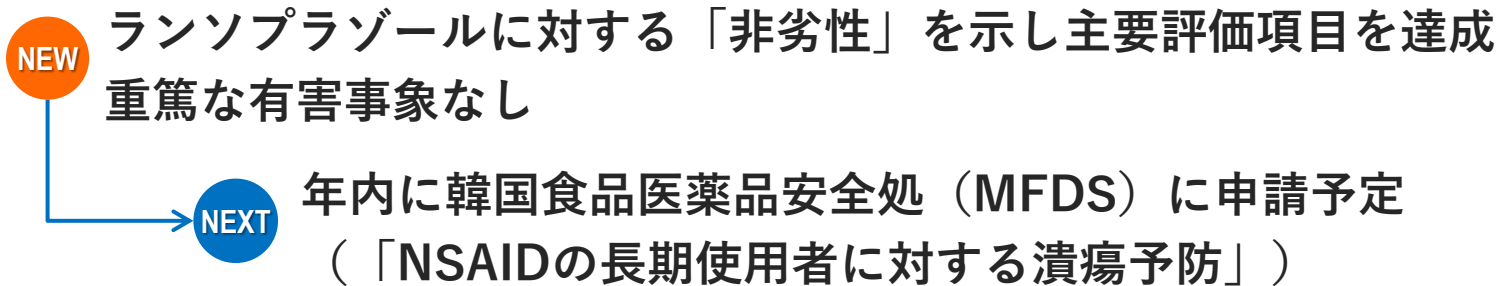 NEW
ランソプラゾールに対する「非劣性」を示し主要評価項目を達成
重篤な有害事象なし
NEXT
年内に韓国食品医薬品安全処（MFDS）に申請予定
（「NSAIDの長期使用者に対する潰瘍予防」）